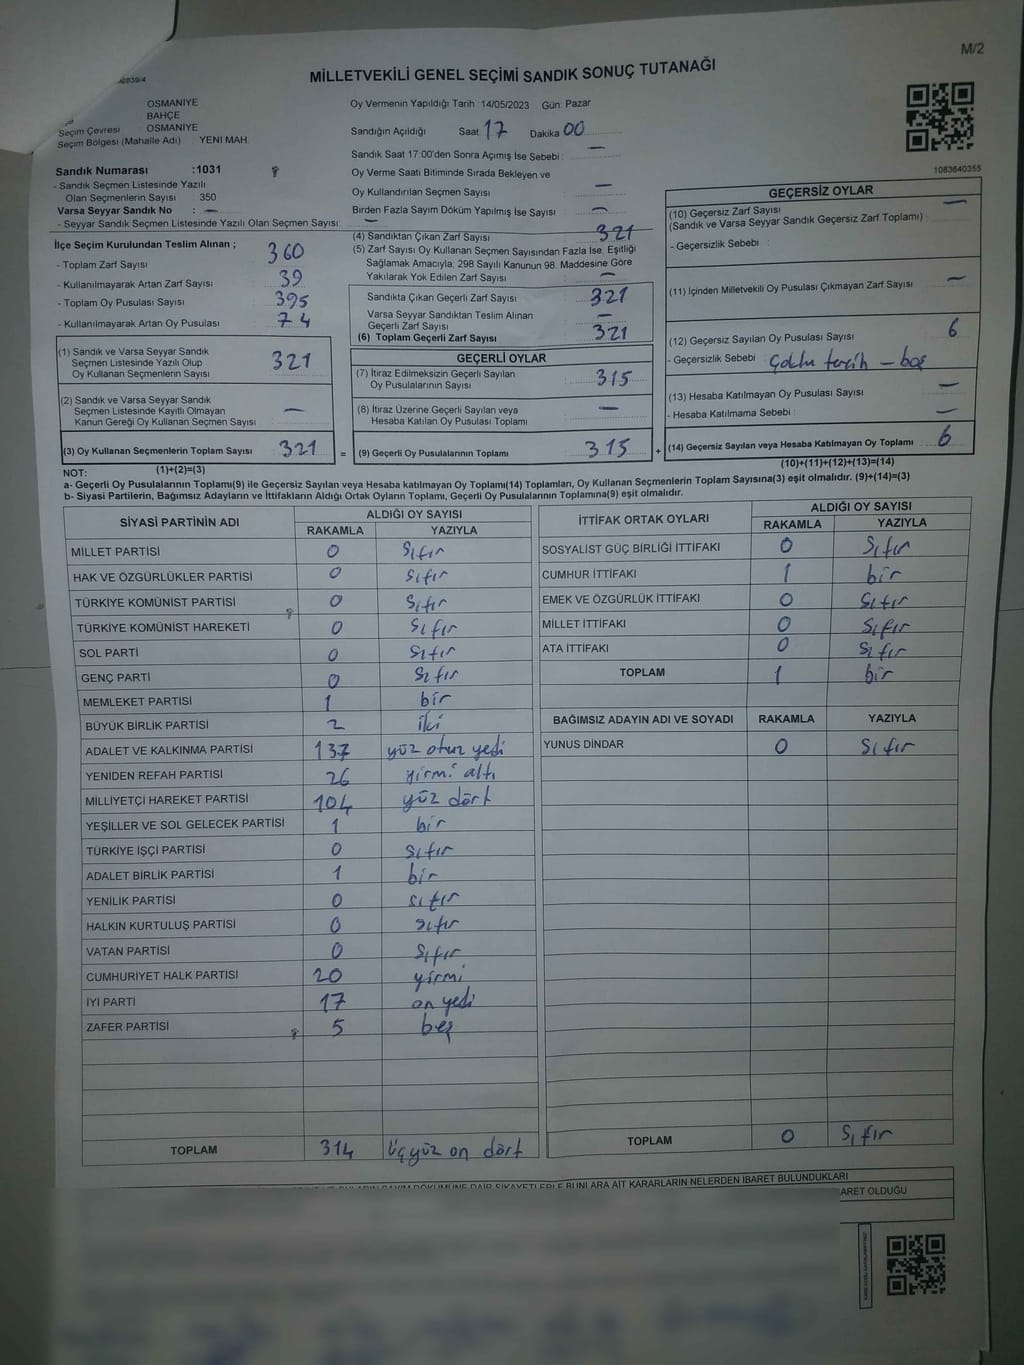 M/2
MİLLETVEKİLİ GENEL SEÇİMİ SANDIK SONUÇ TUTANAĞI
OSMANİYE
BAHÇE
Seçim Çevresi OSMANİYE
Seçim Bölgesi (Mahalle Adı) YENİ MAH.
Sandık Numarası :1031
- Sandık Seçmen Listesinde Yazılı
Olan Seçmenlerin Sayısı 350
Varsa Seyyar Sandık No : —
- Seyyar Sandık Seçmen Listesinde Yazılı Olan Seçmen Sayısı: —
Oy Vermenin Yapıldığı Tarih :14/05/2023 Gün: Pazar
Sandığın Açıldığı Saat 17 Dakika 00
Sandık Saat 17:00'den Sonra Açımış İse Sebebi : —
Oy Verme Saati Bitiminde Sırada Bekleyen ve
Oy Kullandırılan Seçmen Sayısı —
Birden Fazla Sayım Döküm Yapılmış İse Sayısı —
1083640355
İlçe Seçim Kurulundan Teslim Alınan ;
- Toplam Zarf Sayısı 360
- Kullanılmayarak Artan Zarf Sayısı 39
- Toplam Oy Pusulası Sayısı 395
- Kullanılmayarak Artan Oy Pusulası 74
(1) Sandık ve Varsa Seyyar Sandık
Seçmen Listesinde Yazılı Olup
Oy Kullanan Seçmenlerin Sayısı 321
(2) Sandık ve Varsa Seyyar Sandık
Seçmen Listesinde Kayıtlı Olmayan
Kanun Gereği Oy Kullanan Seçmen Sayısı —
(3) Oy Kullanan Seçmenlerin Toplam Sayısı 321 =
(4) Sandıktan Çıkan Zarf Sayısı 321
(5) Zarf Sayısı Oy Kullanan Seçmen Sayısından Fazla İse, Eşitliği
Sağlamak Amacıyla, 298 Sayılı Kanunun 98. Maddesine Göre
Yakılarak Yok Edilen Zarf Sayısı —
Sandıkta Çıkan Geçerli Zarf Sayısı : 321
Varsa Seyyar Sandıktan Teslim Alınan
Geçerli Zarf Sayısı —
(6) Toplam Geçerli Zarf Sayısı : 321
GEÇERLİ OYLAR
(7) İtiraz Edilmeksizin Geçerli Sayılan
Oy Pusulalarının Sayısı : 315
(8) İtiraz Üzerine Geçerli Sayılan veya
Hesaba Katılan Oy Pusulası Toplamı —
(9) Geçerli Oy Pusulalarının Toplamı : 315 +
GEÇERSİZ OYLAR
(10) Geçersiz Zarf Sayısı —
(Sandık ve Varsa Seyyar Sandık Geçersiz Zarf Toplamı) :
- Geçersizlik Sebebi :
(11) İçinden Milletvekili Oy Pusulası Çıkmayan Zarf Sayısı —
(12) Geçersiz Sayılan Oy Pusulası Sayısı 6
- Geçersizlik Sebebi : Çoklu tercih - boş
(13) Hesaba Katılmayan Oy Pusulası Sayısı —
- Hesaba Katılmama Sebebi : —
(14) Geçersiz Sayılan veya Hesaba Katılmayan Oy Toplamı : 6
NOT: (1)+(2)=(3) (10)+(11)+(12)+(13)=(14)
a- Geçerli Oy Pusulalarının Toplamı(9) ile Geçersiz Sayılan veya Hesaba katılmayan Oy Toplamı(14) Toplamları, Oy Kullanan Seçmenlerin Toplam Sayısına(3) eşit olmalıdır. (9)+(14)=(3)
b- Siyasi Partilerin, Bağımsız Adayların ve İttifakların Aldığı Ortak Oyların Toplamı, Geçerli Oy Pusulalarının Toplamına(9) eşit olmalıdır.
SİYASİ PARTİNİN ADI ALDIĞI OY SAYISI
RAKAMLA YAZIYLA
MİLLET PARTİSİ 0 Sıfır
HAK VE ÖZGÜRLÜKLER PARTİSİ 0 Sıfır
TÜRKİYE KOMÜNİST PARTİSİ 0 Sıfır
TÜRKİYE KOMÜNİST HAREKETİ 0 Sıfır
SOL PARTİ 0 Sıfır
GENÇ PARTİ 0 Sıfır
MEMLEKET PARTİSİ 1 bir
BÜYÜK BİRLİK PARTİSİ 2 iki
ADALET VE KALKINMA PARTİSİ 137 yüz otuz yedi
YENİDEN REFAH PARTİSİ 26 yirmi altı
MİLLİYETÇİ HAREKET PARTİSİ 104 yüz dört
YEŞİLLER VE SOL GELECEK PARTİSİ 1 bir
TÜRKİYE İŞÇİ PARTİSİ 0 Sıfır
ADALET BİRLİK PARTİSİ 1 bir
YENİLİK PARTİSİ 0 Sıfır
HALKIN KURTULUŞ PARTİSİ 0 Sıfır
VATAN PARTİSİ 0 Sıfır
CUMHURİYET HALK PARTİSİ 20 yirmi
İYİ PARTİ 17 on yedi
ZAFER PARTİSİ 5 beş
TOPLAM 314 Üçyüz on dört
İTTİFAK ORTAK OYLARI ALDIĞI OY SAYISI
RAKAMLA YAZIYLA
SOSYALİST GÜÇ BİRLİĞİ İTTİFAKI 0 Sıfır
CUMHUR İTTİFAKI 1 bir
EMEK VE ÖZGÜRLÜK İTTİFAKI 0 Sıfır
MİLLET İTTİFAKI 0 Sıfır
ATA İTTİFAKI 0 Sıfır
TOPLAM 1 bir
BAĞIMSIZ ADAYIN ADI VE SOYADI RAKAMLA YAZIYLA
YUNUS DİNDAR 0 Sıfır
TOPLAM 0 Sıfır
SAYIM DÖKÜMÜNE DAİR ŞİKAYETLERLE BUNLARA AİT KARARLARIN NELERDEN İBARET BULUNDUKLARI
ARET OLDUĞU